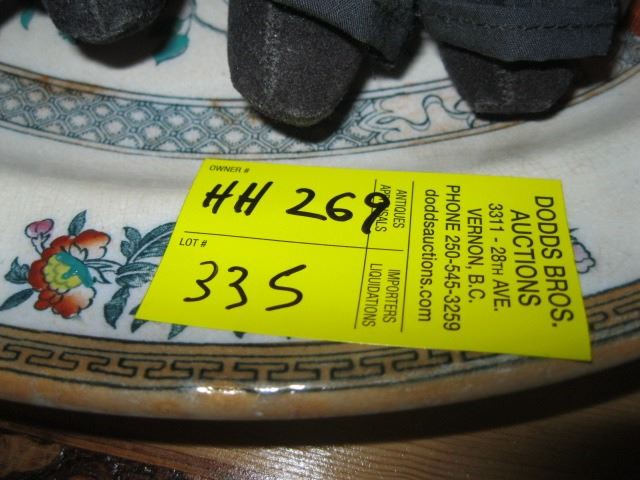 OWNER #
HH 269
LOT #
335
ANTIQUES
APPRAISALS
IMPORTERS
LIQUIDATIONS
DODDS BROS.
AUCTIONS
3311 - 28TH AVE.
VERNON, B.C.
PHONE 250-545-3259
doddsauctions.com